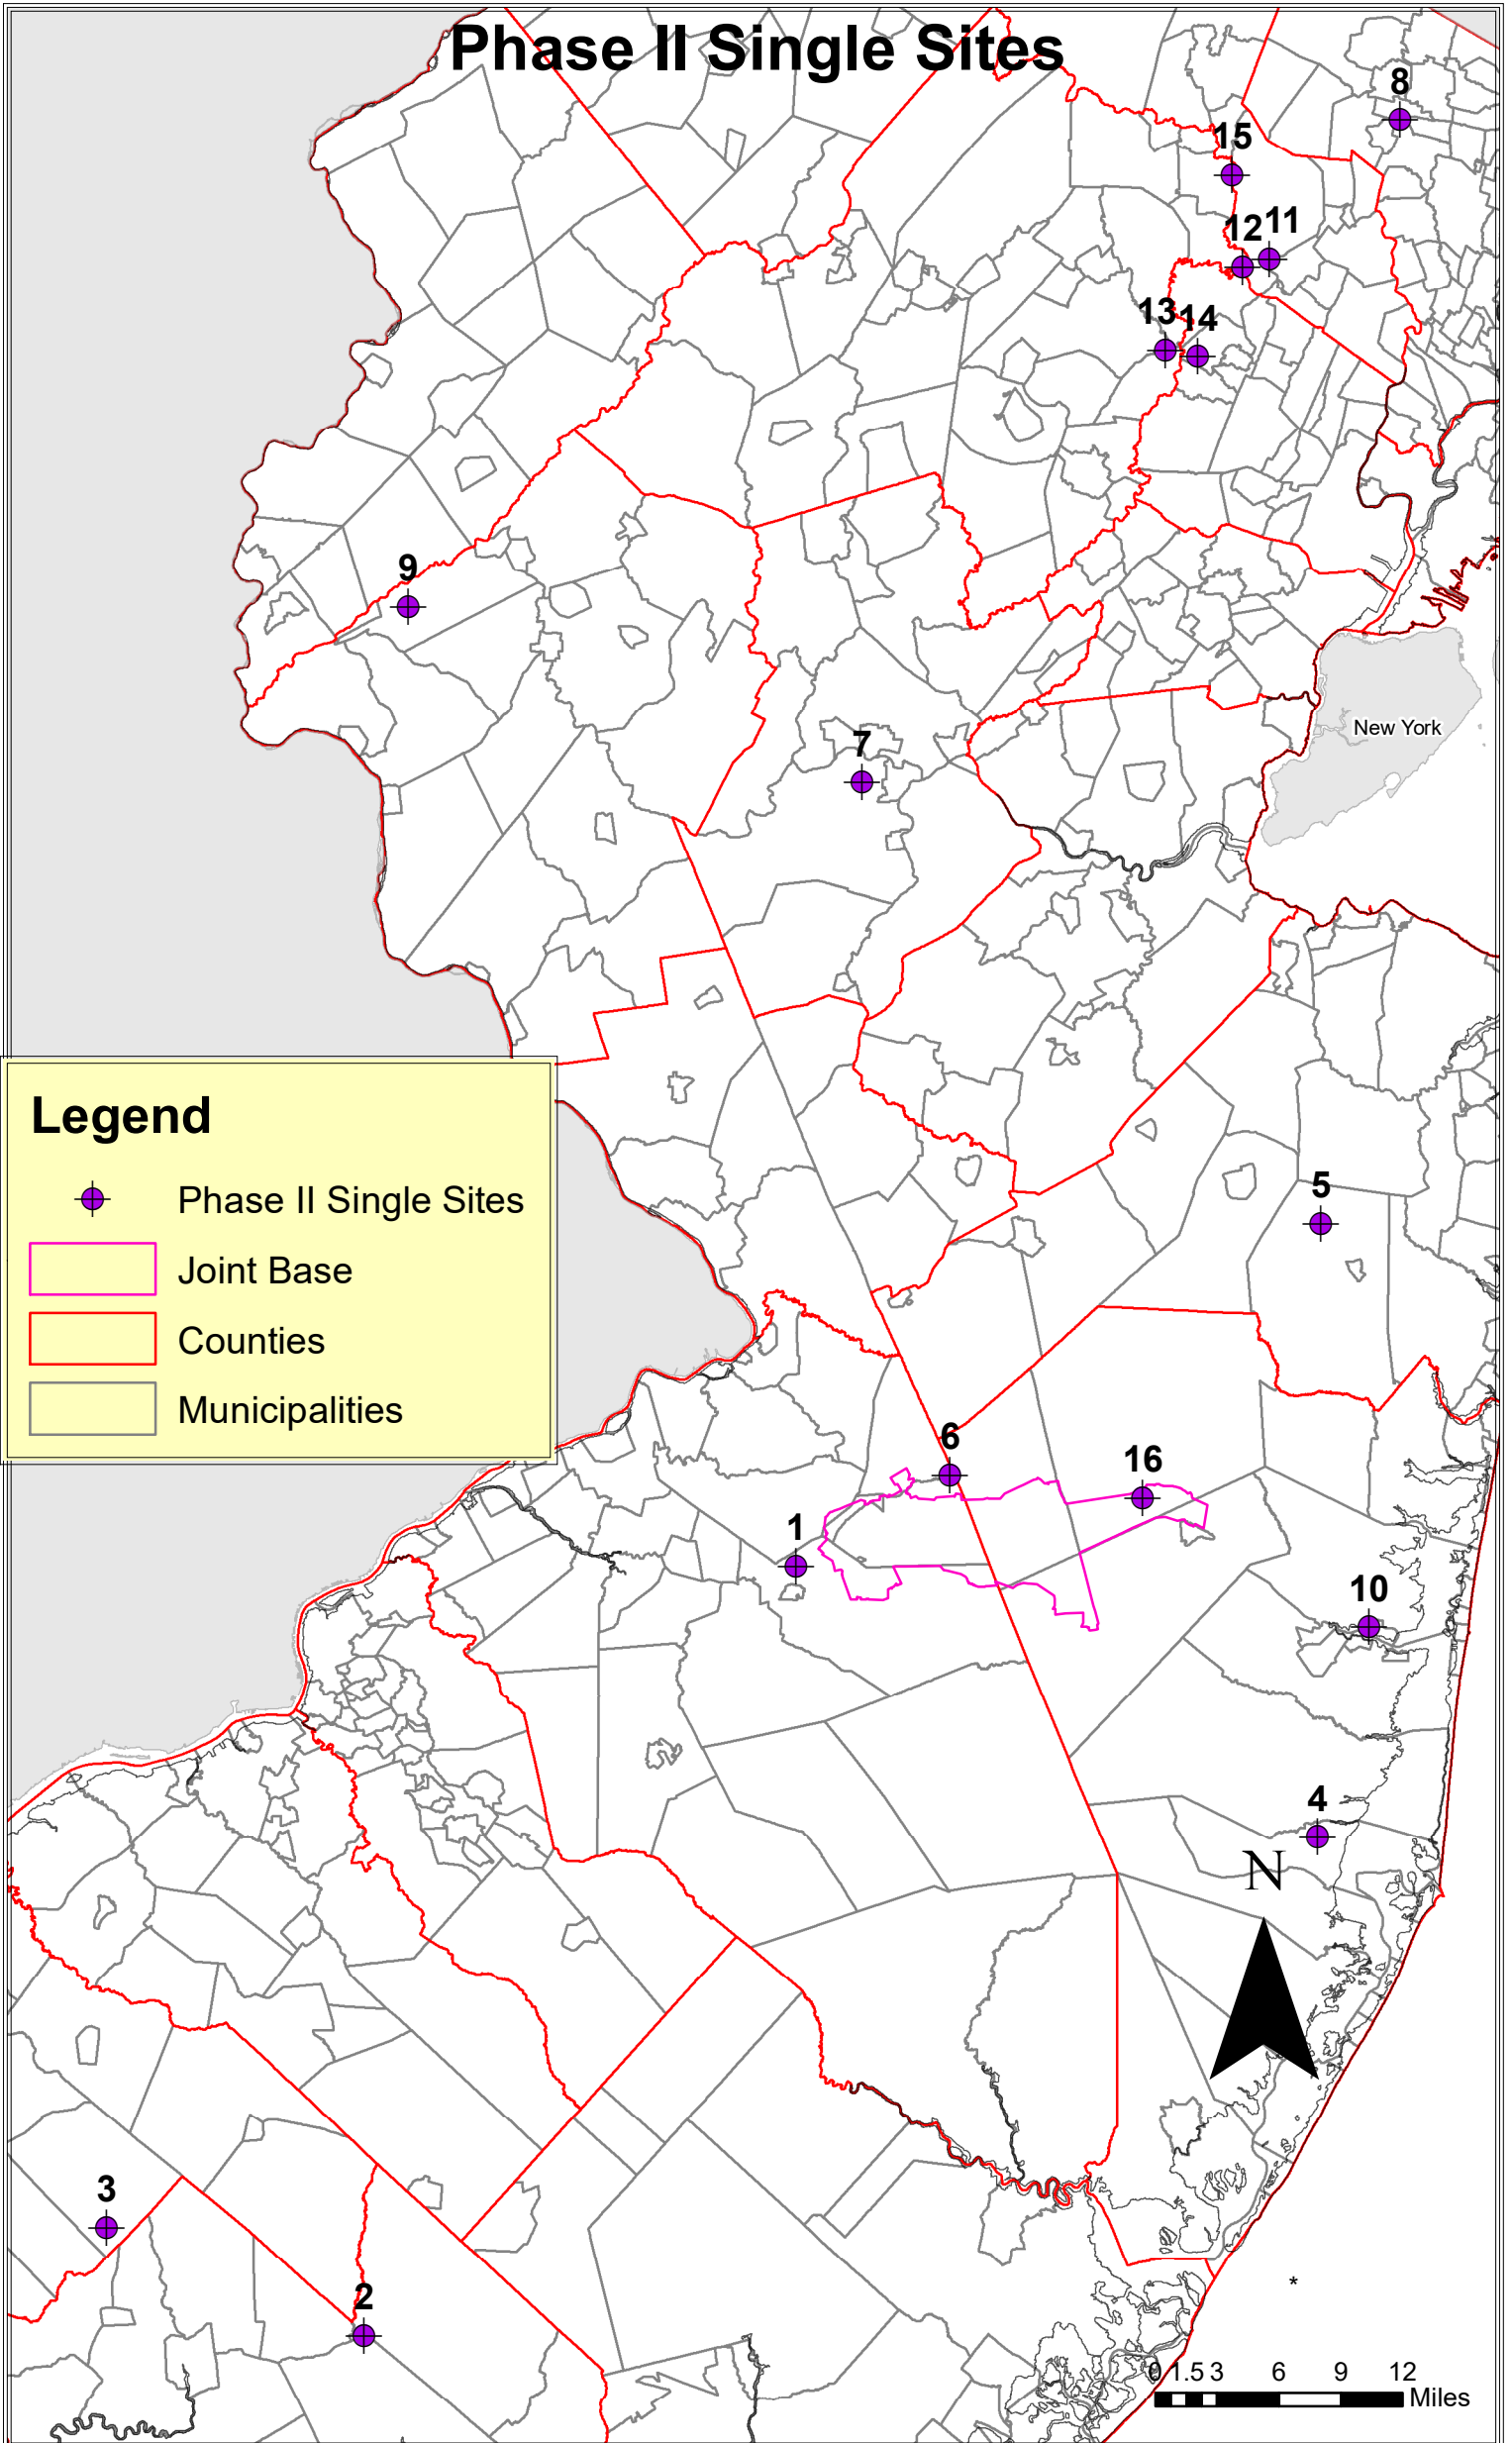 Phase II Single Sites
8
15
12 11
13 14
9
New York
7
Legend
Phase II Single Sites
Joint Base
Counties
Municipalities
5
6
16
1
10
4
N
3
2
*
0 1.5 3 6 9 12
Miles